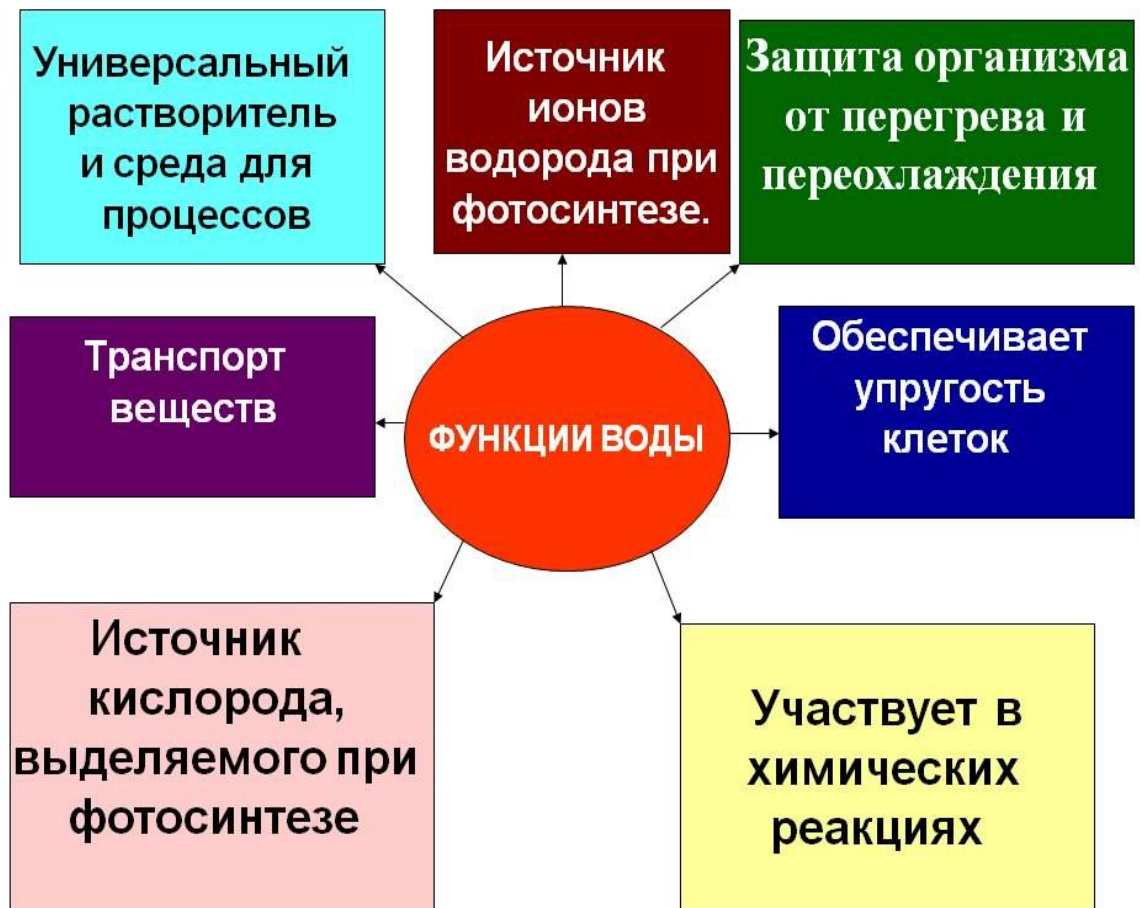 Универсальный
растворитель
и среда для
процессов
Источник
ионов
водорода при
фотосинтезе.
Защита организма
от перегрева и
переохлаждения
Транспорт
веществ
ФУНКЦИИ ВОДЫ
Обеспечивает
упругость
клеток
Источник
кислорода,
выделяемого при
фотосинтезе
Участвует в
химических
реакциях